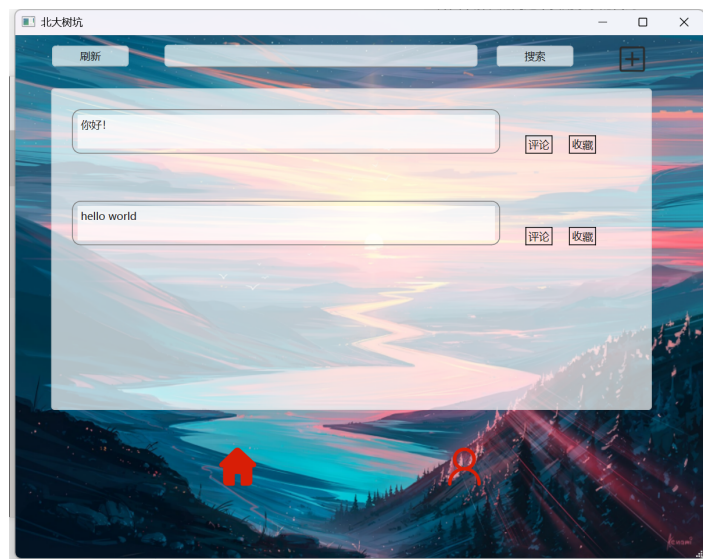 北大树坑
刷新
搜索
你好！
评论 收藏
hello world
评论 收藏